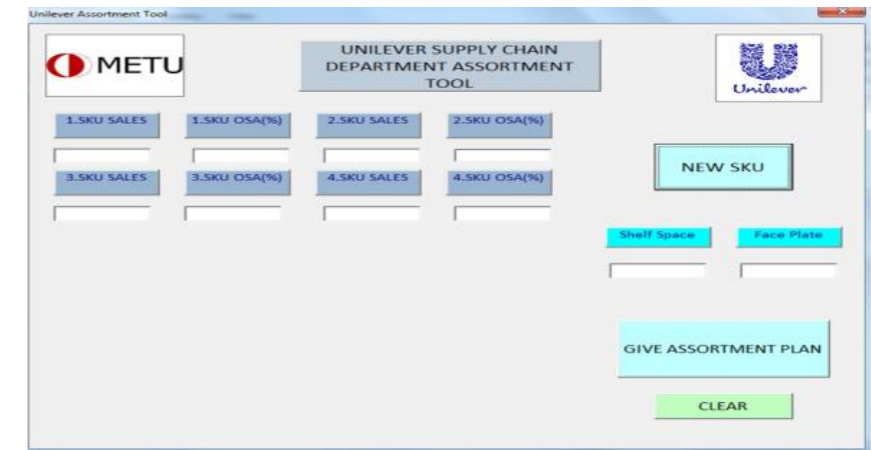 Unilever Assortment Tool
METU
UNILEVER SUPPLY CHAIN
DEPARTMENT ASSORTMENT
TOOL
Unilever
1.SKU SALES 1.SKU OSA(%) 2.SKU SALES 2.SKU OSA(%)
3.SKU SALES 3.SKU OSA(%) 4.SKU SALES 4.SKU OSA(%)
NEW SKU
Shelf Space Face Plate
GIVE ASSORTMENT PLAN
CLEAR